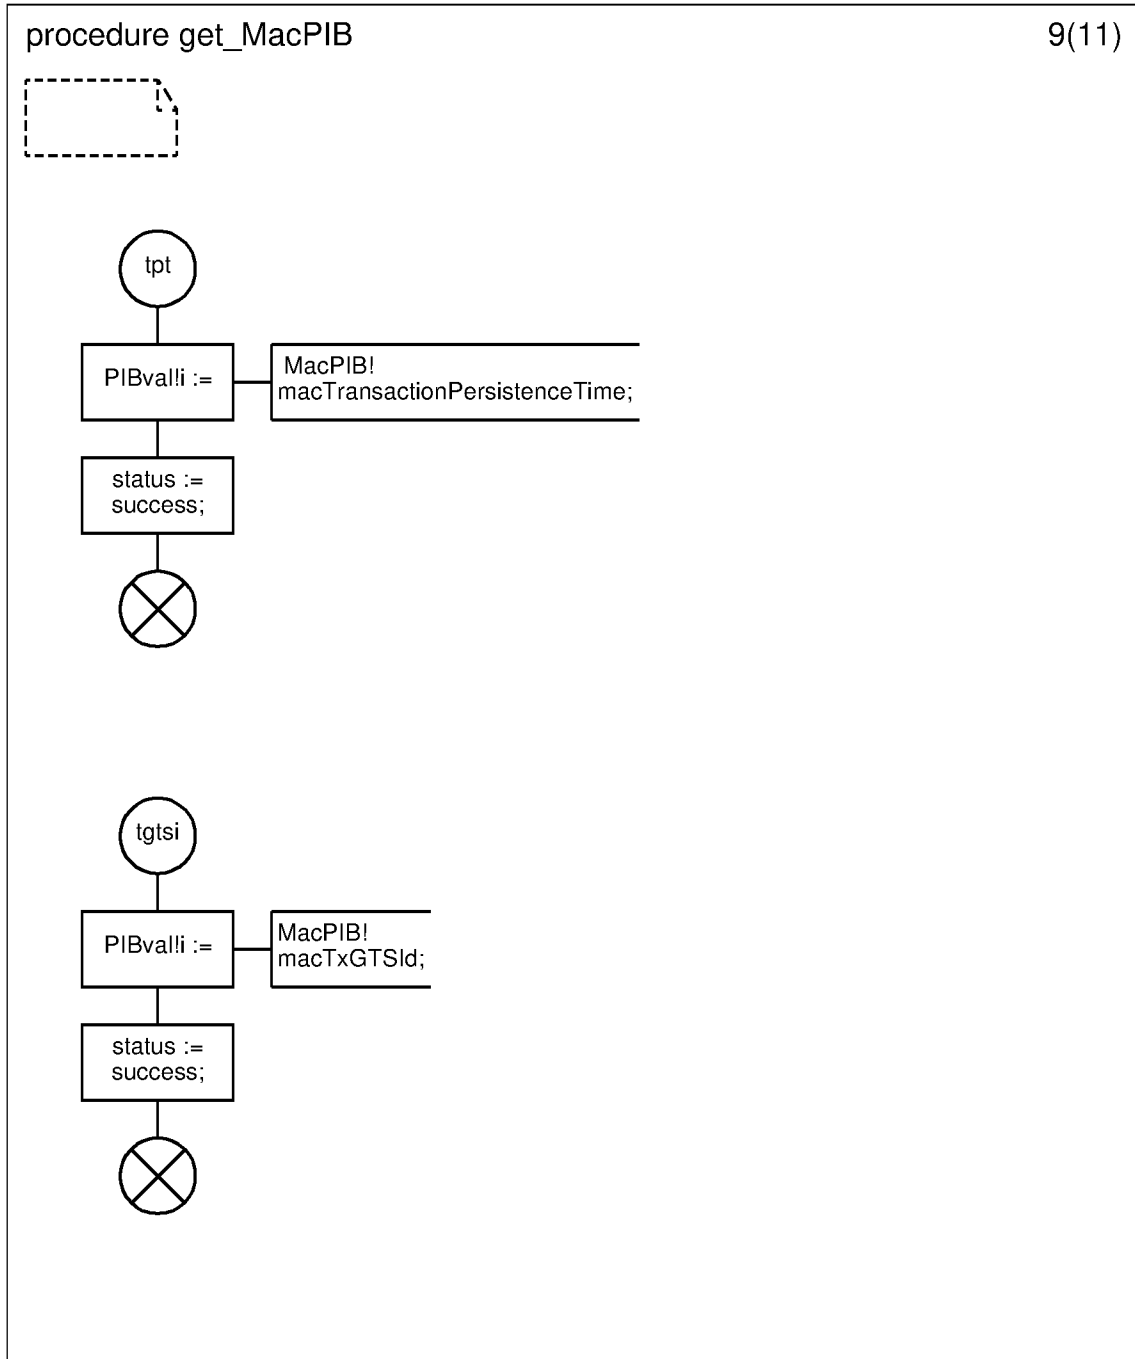 procedure get_MacPIB
9(11)
tpt
PIBval!i :=
MacPIB!
macTransactionPersistenceTime;
status :=
success;
tgtsi
PIBval!i :=
MacPIB!
macTxGTSId;
status :=
success;